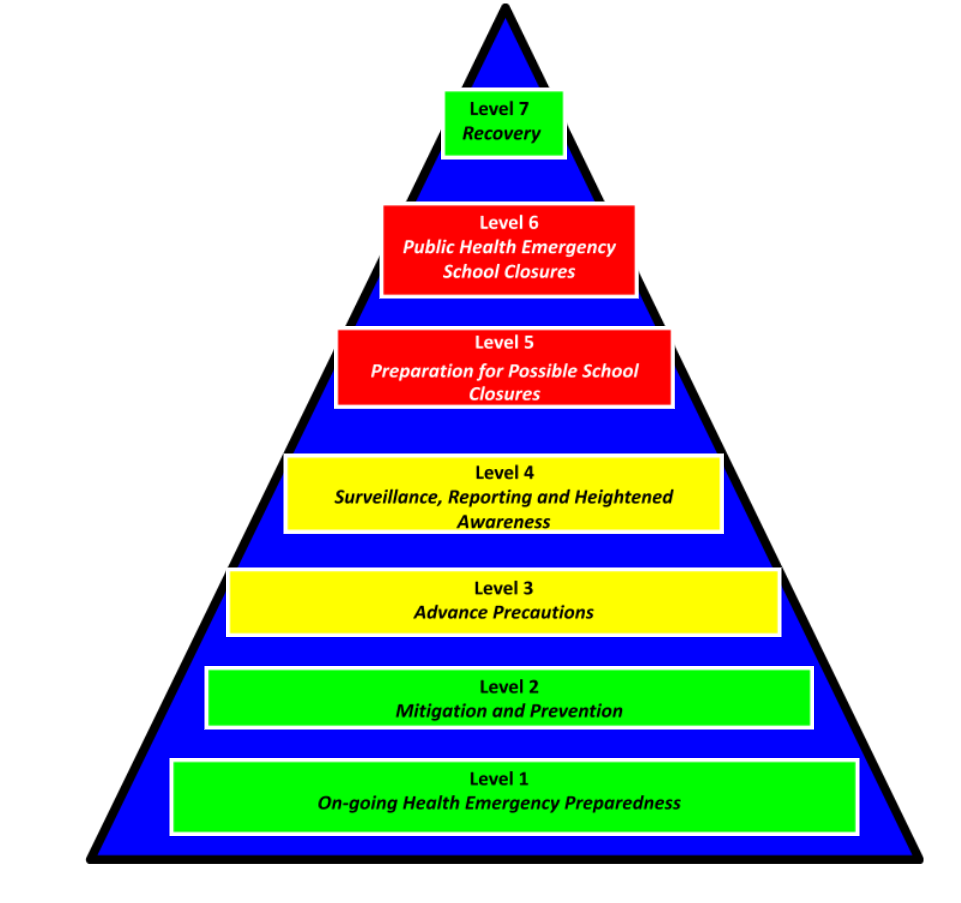 Level 7
Recovery
Level 6
Public Health Emergency
School Closures
Level 5
Preparation for Possible School
Closures
Level 4
Surveillance, Reporting and Heightened
Awareness
Level 3
Advance Precautions
Level 2
Mitigation and Prevention
Level 1
On-going Health Emergency Preparedness